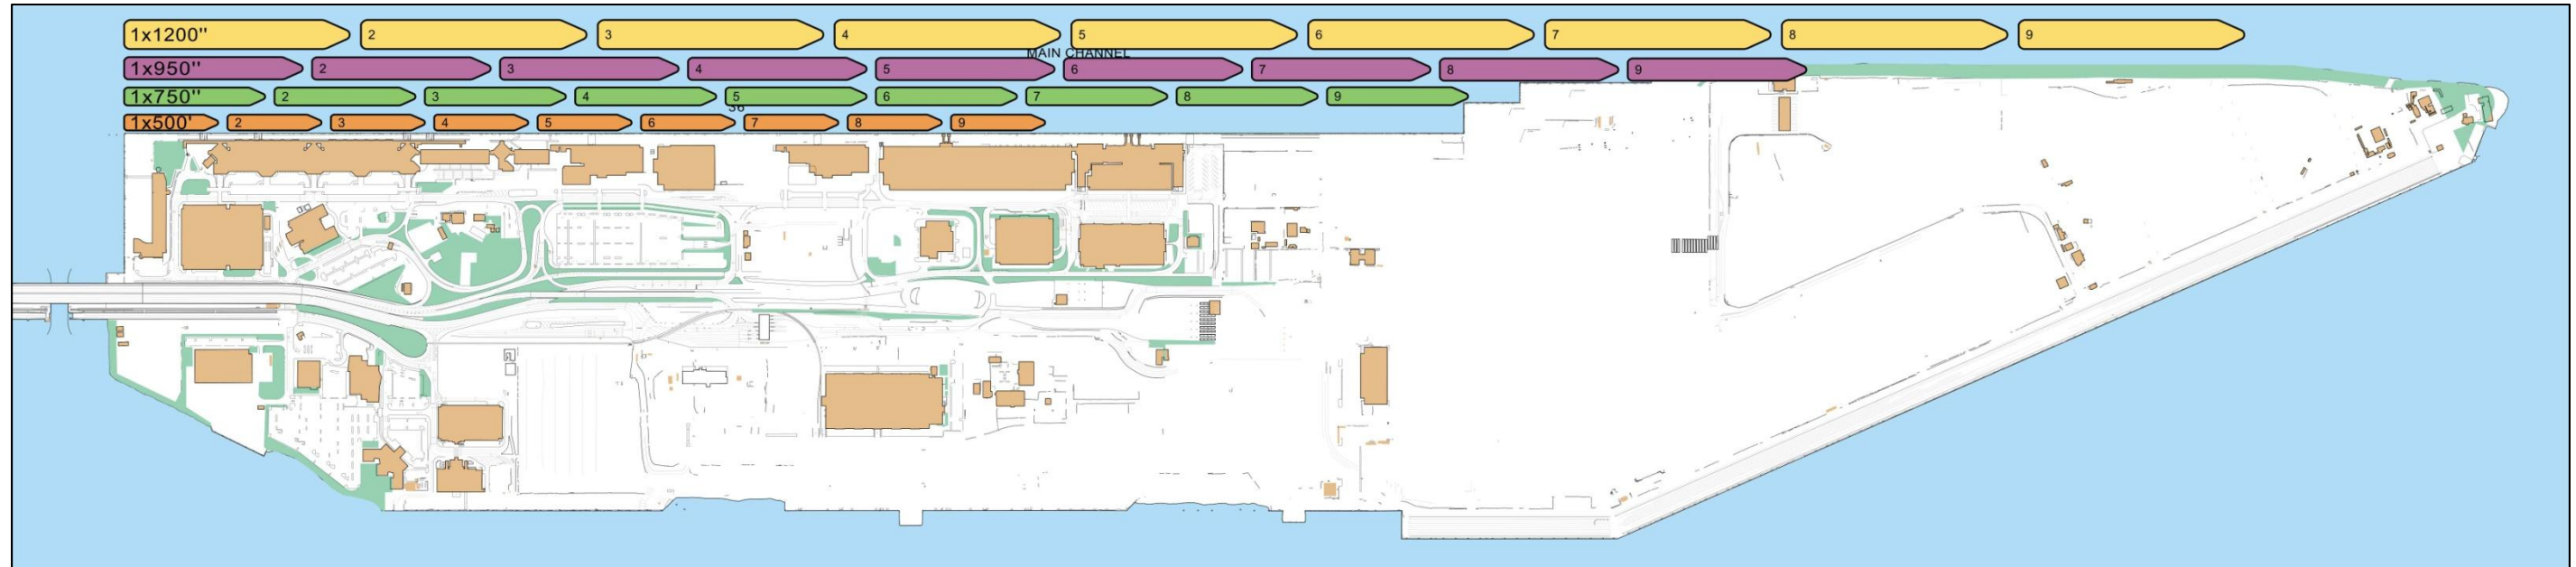 1x1200" 2 3 4 5 6 7 8 9
MAIN CHANNEL
1x950" 2 3 4 5 6 7 8 9
1x750" 2 3 4 5 6 7 8 9
36
1x500' 2 3 4 5 6 7 8 9